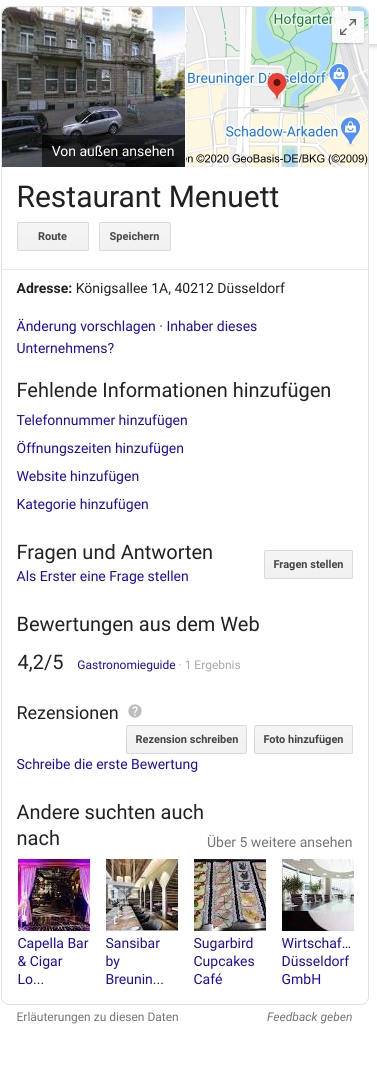 Hofgarten
Breuninger Düsseldorf
Schadow-Arkaden
Von außen ansehen
©2020 GeoBasis-DE/BKG (©2009)
Restaurant Menuett
Route
Speichern
Adresse: Königsallee 1A, 40212 Düsseldorf
Änderung vorschlagen · Inhaber dieses
Unternehmens?
Fehlende Informationen hinzufügen
Telefonnummer hinzufügen
Öffnungszeiten hinzufügen
Website hinzufügen
Kategorie hinzufügen
Fragen und Antworten
Fragen stellen
Als Erster eine Frage stellen
Bewertungen aus dem Web
4,2/5 Gastronomieguide · 1 Ergebnis
Rezensionen ?
Rezension schreiben
Foto hinzufügen
Schreibe die erste Bewertung
Andere suchten auch
nach
Über 5 weitere ansehen
Capella Bar
& Cigar
Lo...
Sansibar
by
Breunin...
Sugarbird
Cupcakes
Café
Wirtschaf...
Düsseldorf
GmbH
Erläuterungen zu diesen Daten
Feedback geben